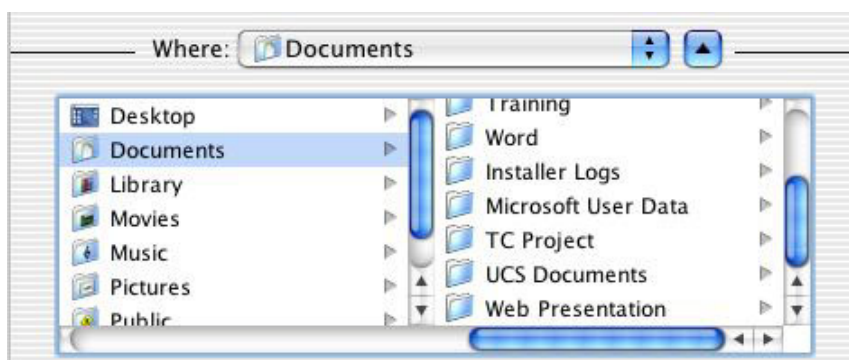 Where: Documents
Desktop
Documents
Library
Movies
Music
Pictures
Public
Training
Word
Installer Logs
Microsoft User Data
TC Project
UCS Documents
Web Presentation